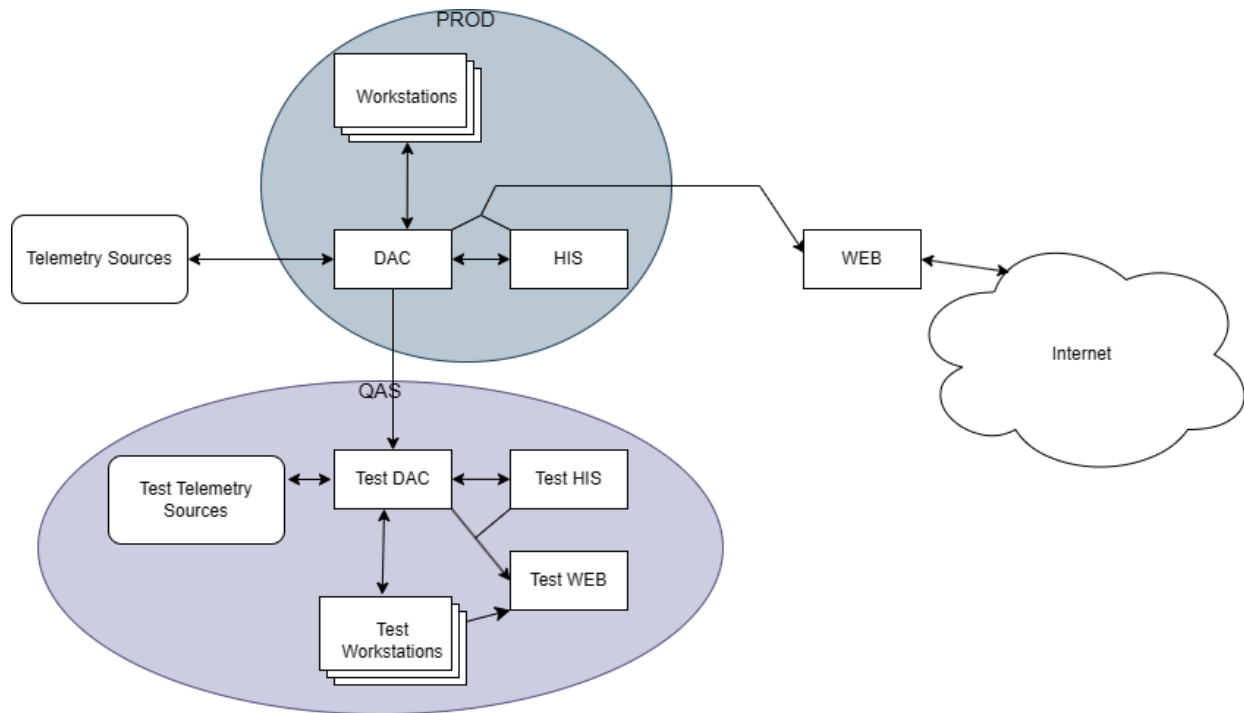 PROD
Workstations
Telemetry Sources
DAC
HIS
WEB
Internet
QAS
Test Telemetry
Sources
Test DAC
Test HIS
Test WEB
Test
Workstations